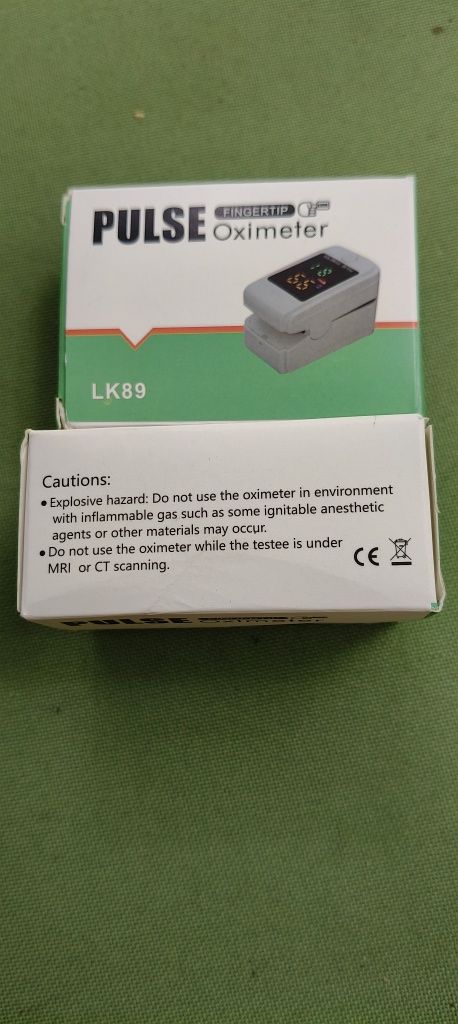 PULSE FINGERTIP
Oximeter
LK89
Cautions:
• Explosive hazard: Do not use the oximeter in environment
with inflammable gas such as some ignitable anesthetic
agents or other materials may occur.
• Do not use the oximeter while the testee is under
MRI or CT scanning.
CE
PULSE Oximeter